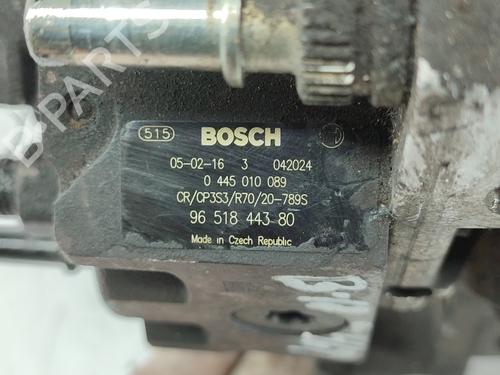 B-PARTS
515 BOSCH
05-02-16 3 042024
0 445 010 089
CR/CP3S3/R70/20-789S
96 518 443 80
Made in Czech Republic